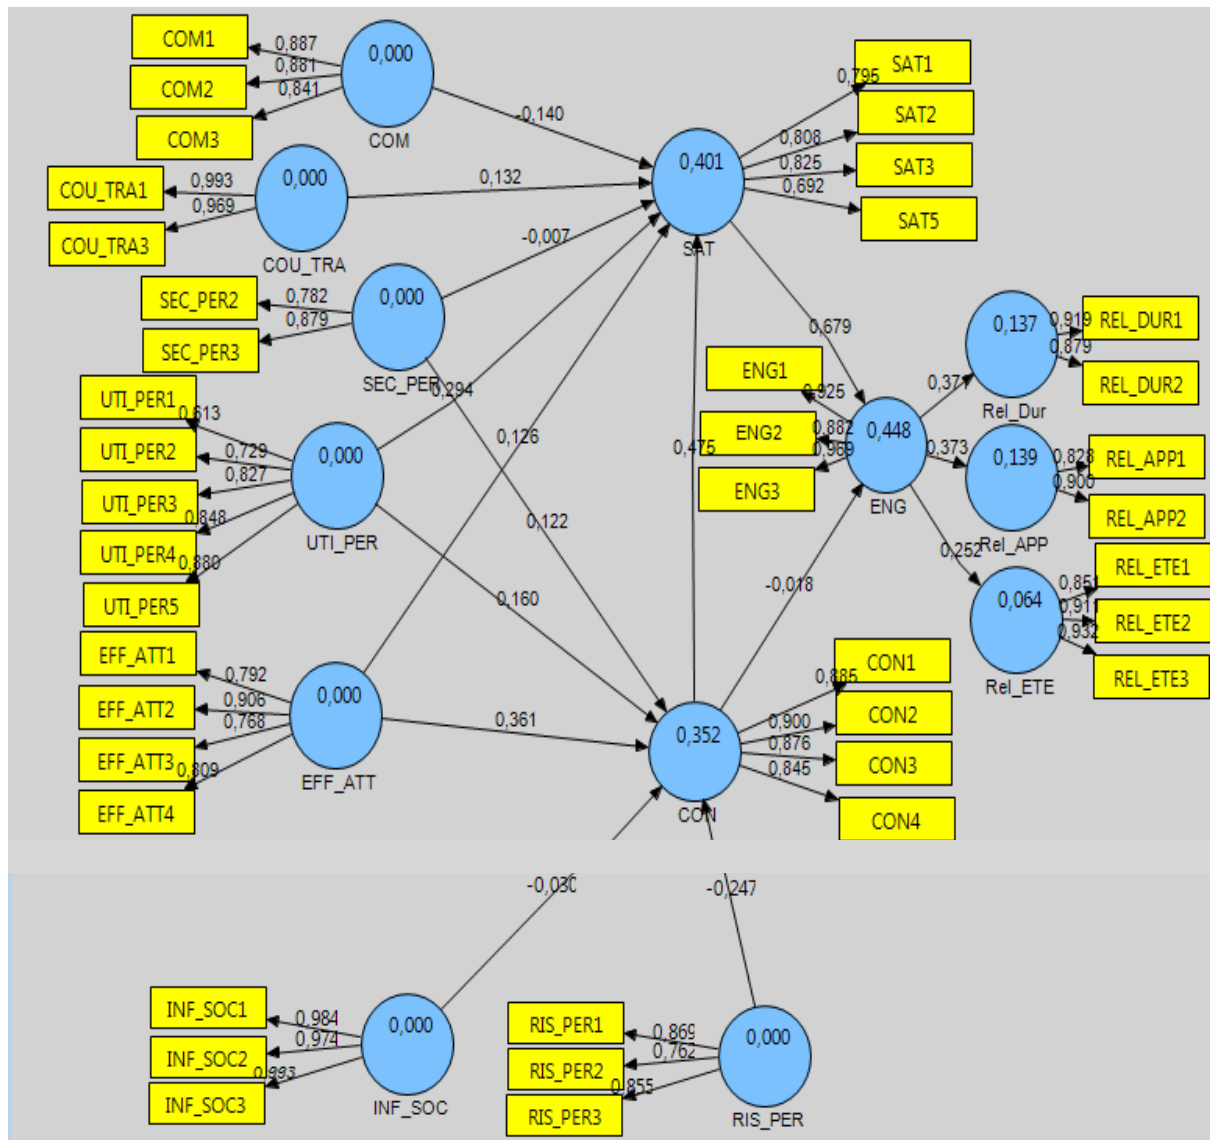 COM1
0,887
0,000
COM2
0,881
COM3
0,841
COM
-0,140
0,795
SAT1
0,808
SAT2
0,825
SAT3
0,692
SAT5
0,401
SAT
COU_TRA1
0,993
0,000
COU_TRA3
0,969
COU_TRA
0,132
-0,007
SEC_PER2
0,782
0,000
SEC_PER3
0,879
SEC_PER
0,294
0,679
UTI_PER1
0,613
UTI_PER2
0,729
UTI_PER3
0,827
UTI_PER4
0,848
UTI_PER5
0,880
0,000
UTI_PER
0,126
0,122
0,160
0,475
-0,018
ENG1
0,925
ENG2
0,882
ENG3
0,969
0,448
ENG
0,371
0,373
0,252
0,137
Rel_Dur
0,919
REL_DUR1
0,879
REL_DUR2
0,139
Rel_APP
0,828
REL_APP1
0,900
REL_APP2
0,064
Rel_ETE
0,851
REL_ETE1
0,911
REL_ETE2
0,932
REL_ETE3
EFF_ATT1
0,792
EFF_ATT2
0,906
EFF_ATT3
0,768
EFF_ATT4
0,809
0,000
EFF_ATT
0,361
0,352
CON
0,885
CON1
0,900
CON2
0,876
CON3
0,845
CON4
-0,030
-0,247
INF_SOC1
0,984
INF_SOC2
0,974
INF_SOC3
0,993
0,000
INF_SOC
RIS_PER1
0,869
RIS_PER2
0,762
RIS_PER3
0,855
0,000
RIS_PER